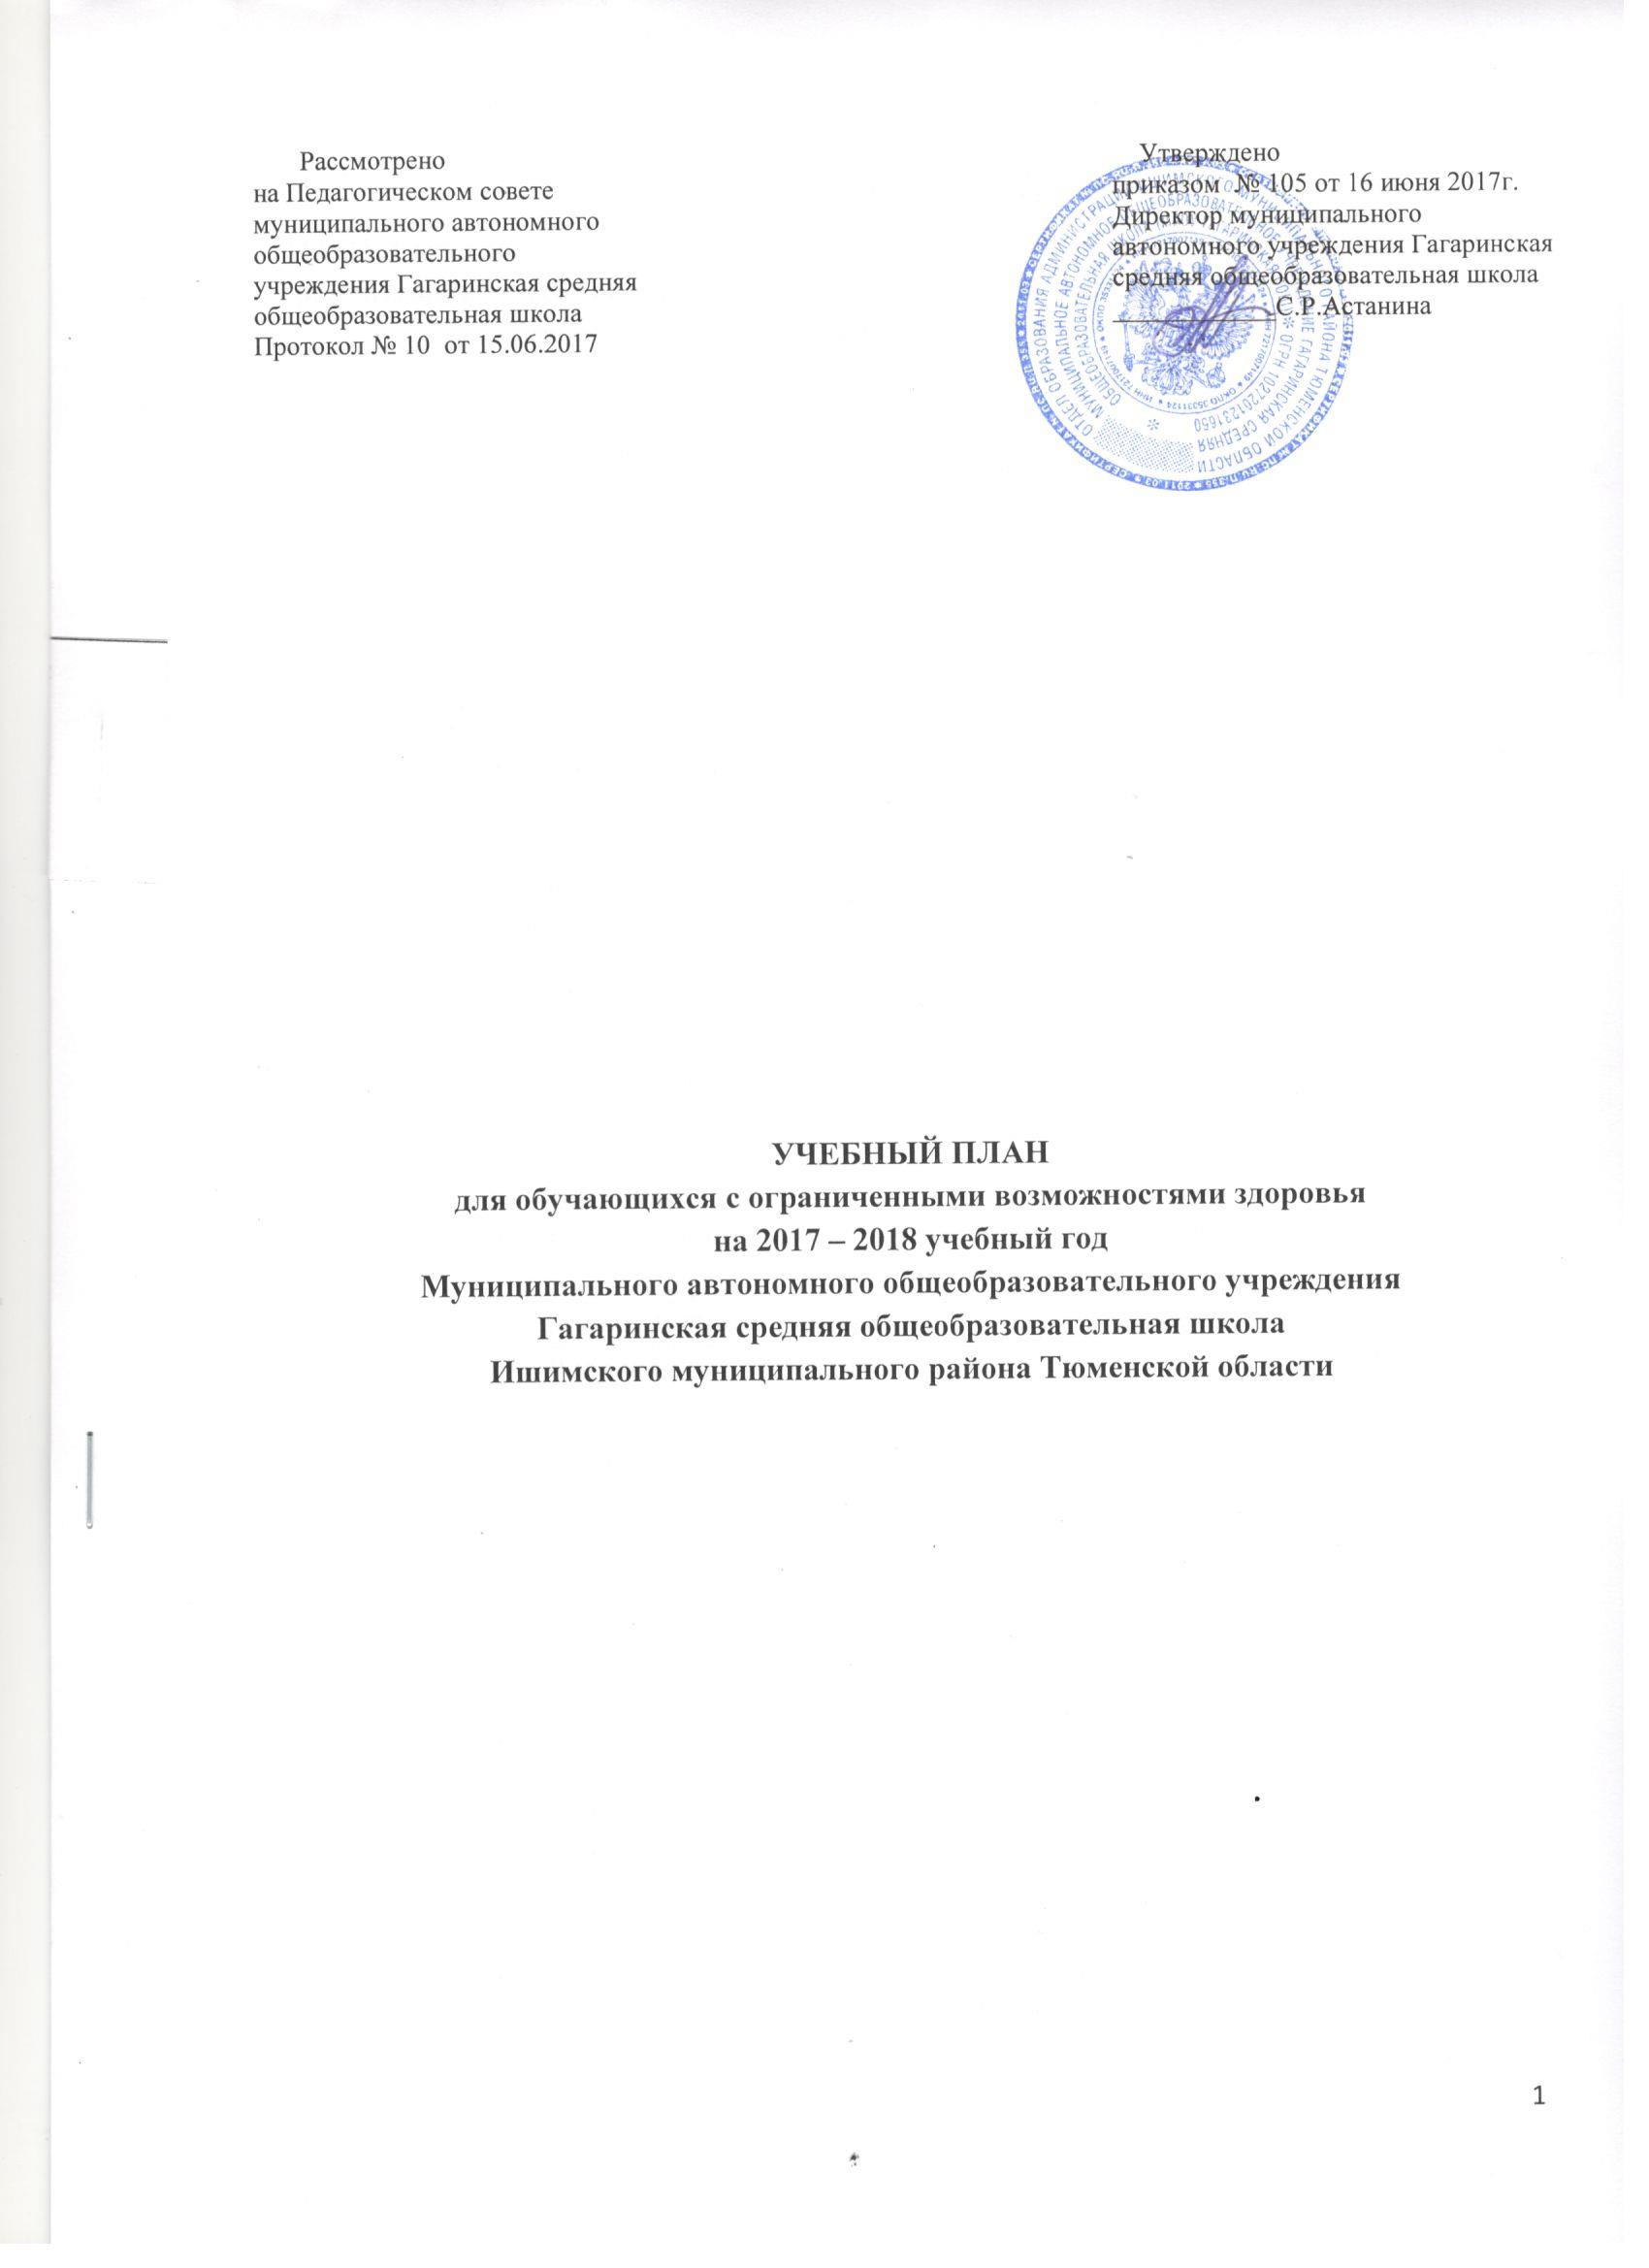 Рассмотрено
на Педагогическом совете
муниципального автономного
общеобразовательного
учреждения Гагаринская средняя
общеобразовательная школа
Протокол № 10 от 15.06.2017
Утверждено
приказом № 105 от 16 июня 2017г.
Директор муниципального
автономного учреждения Гагаринская
средняя общеобразовательная школа
____________С.Р.Астанина
УЧЕБНЫЙ ПЛАН
для обучающихся с ограниченными возможностями здоровья
на 2017 – 2018 учебный год
Муниципального автономного общеобразовательного учреждения
Гагаринская средняя общеобразовательная школа
Ишимского муниципального района Тюменской области
1